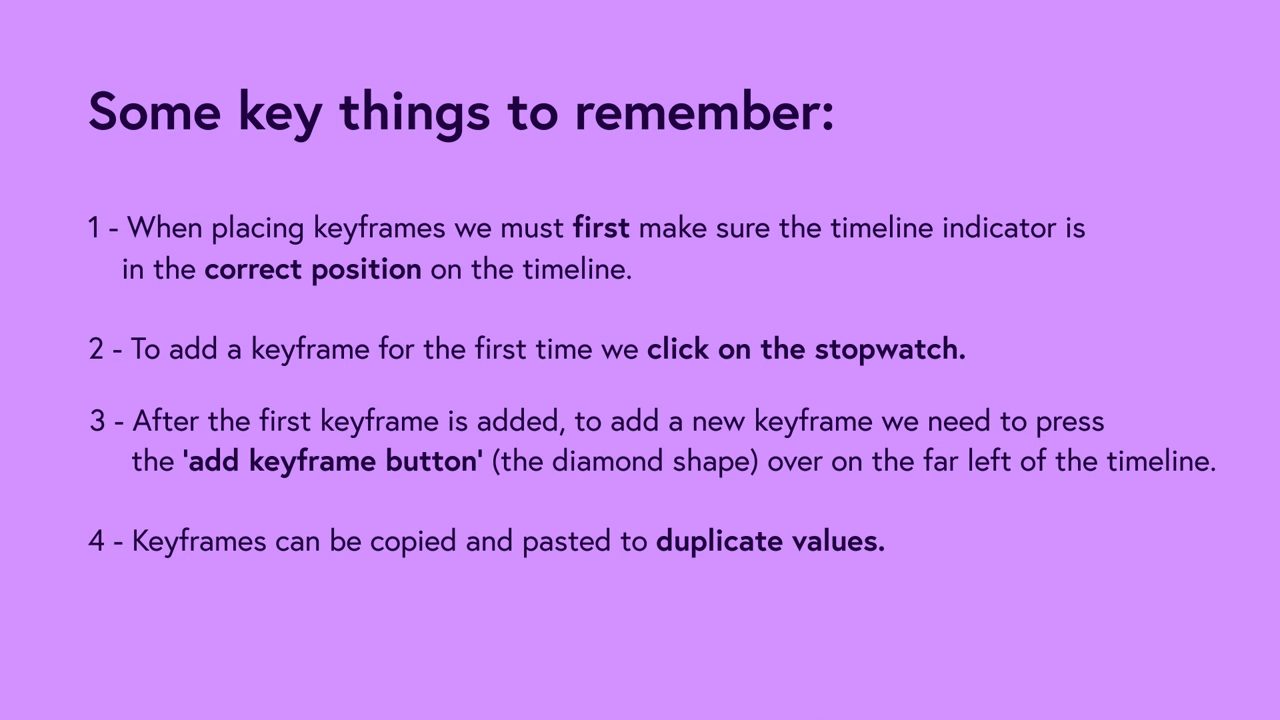 Some key things to remember:
1 - When placing keyframes we must first make sure the timeline indicator is
in the correct position on the timeline.
2 - To add a keyframe for the first time we click on the stopwatch.
3 - After the first keyframe is added, to add a new keyframe we need to press
the 'add keyframe button' (the diamond shape) over on the far left of the timeline.
4 - Keyframes can be copied and pasted to duplicate values.